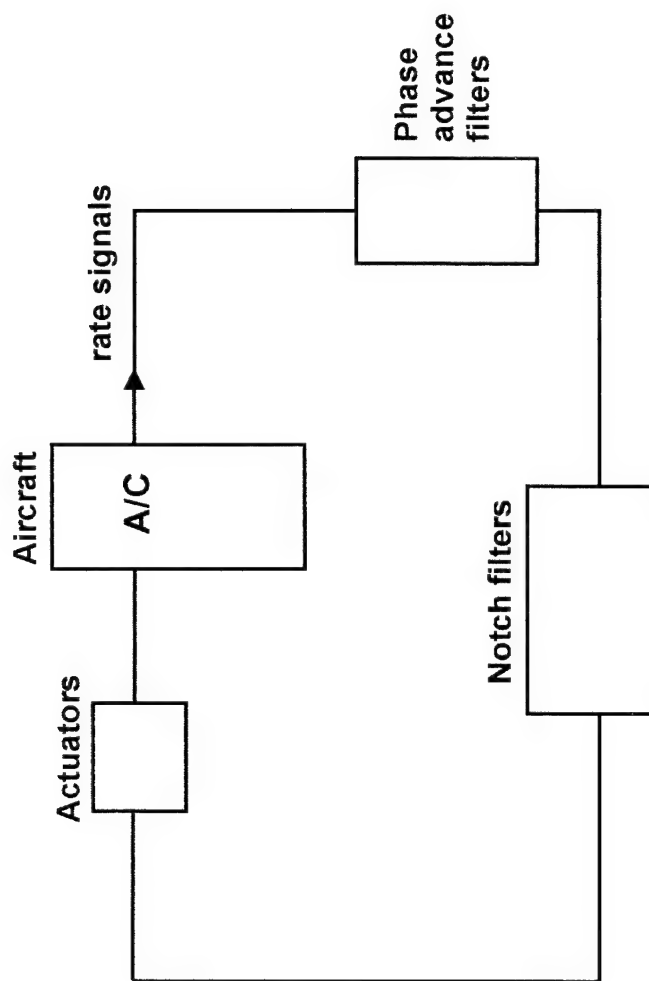 Actuators
Aircraft
A/C
rate signals
Phase
advance
filters
Notch filters